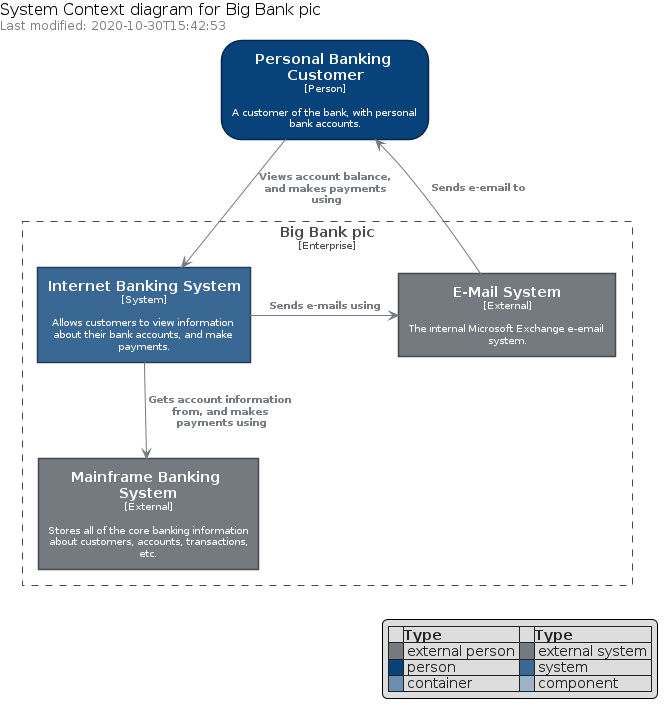 System Context diagram for Big Bank pic
Last modified: 2020-10-30T15:42:53
Personal Banking
Customer
[Person]
A customer of the bank, with personal
bank accounts.
Views account balance,
and makes payments
using
Sends e-email to
Big Bank pic
[Enterprise]
Internet Banking System
[System]
Allows customers to view information
about their bank accounts, and make
payments.
Sends e-mails using
E-Mail System
[External]
The internal Microsoft Exchange e-email
system.
Gets account information
from, and makes
payments using
Mainframe Banking
System
[External]
Stores all of the core banking information
about customers, accounts, transactions,
etc.
Type Type
external person external system
person system
container component